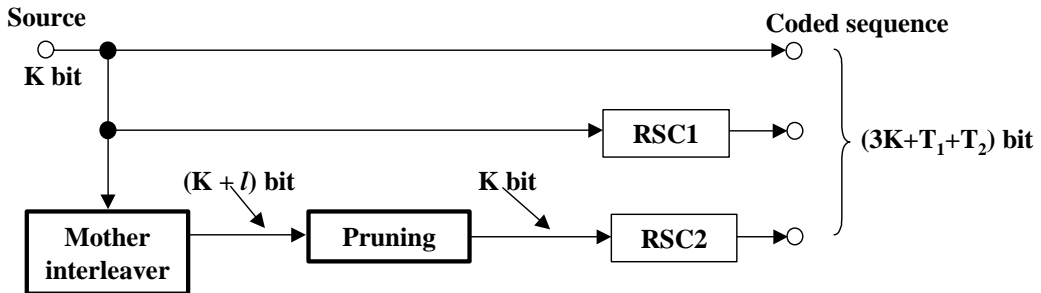 Source
Coded sequence
K bit
RSC1
(3K+T₁+T₂) bit
(K + l) bit
K bit
Mother
interleaver
Pruning
RSC2